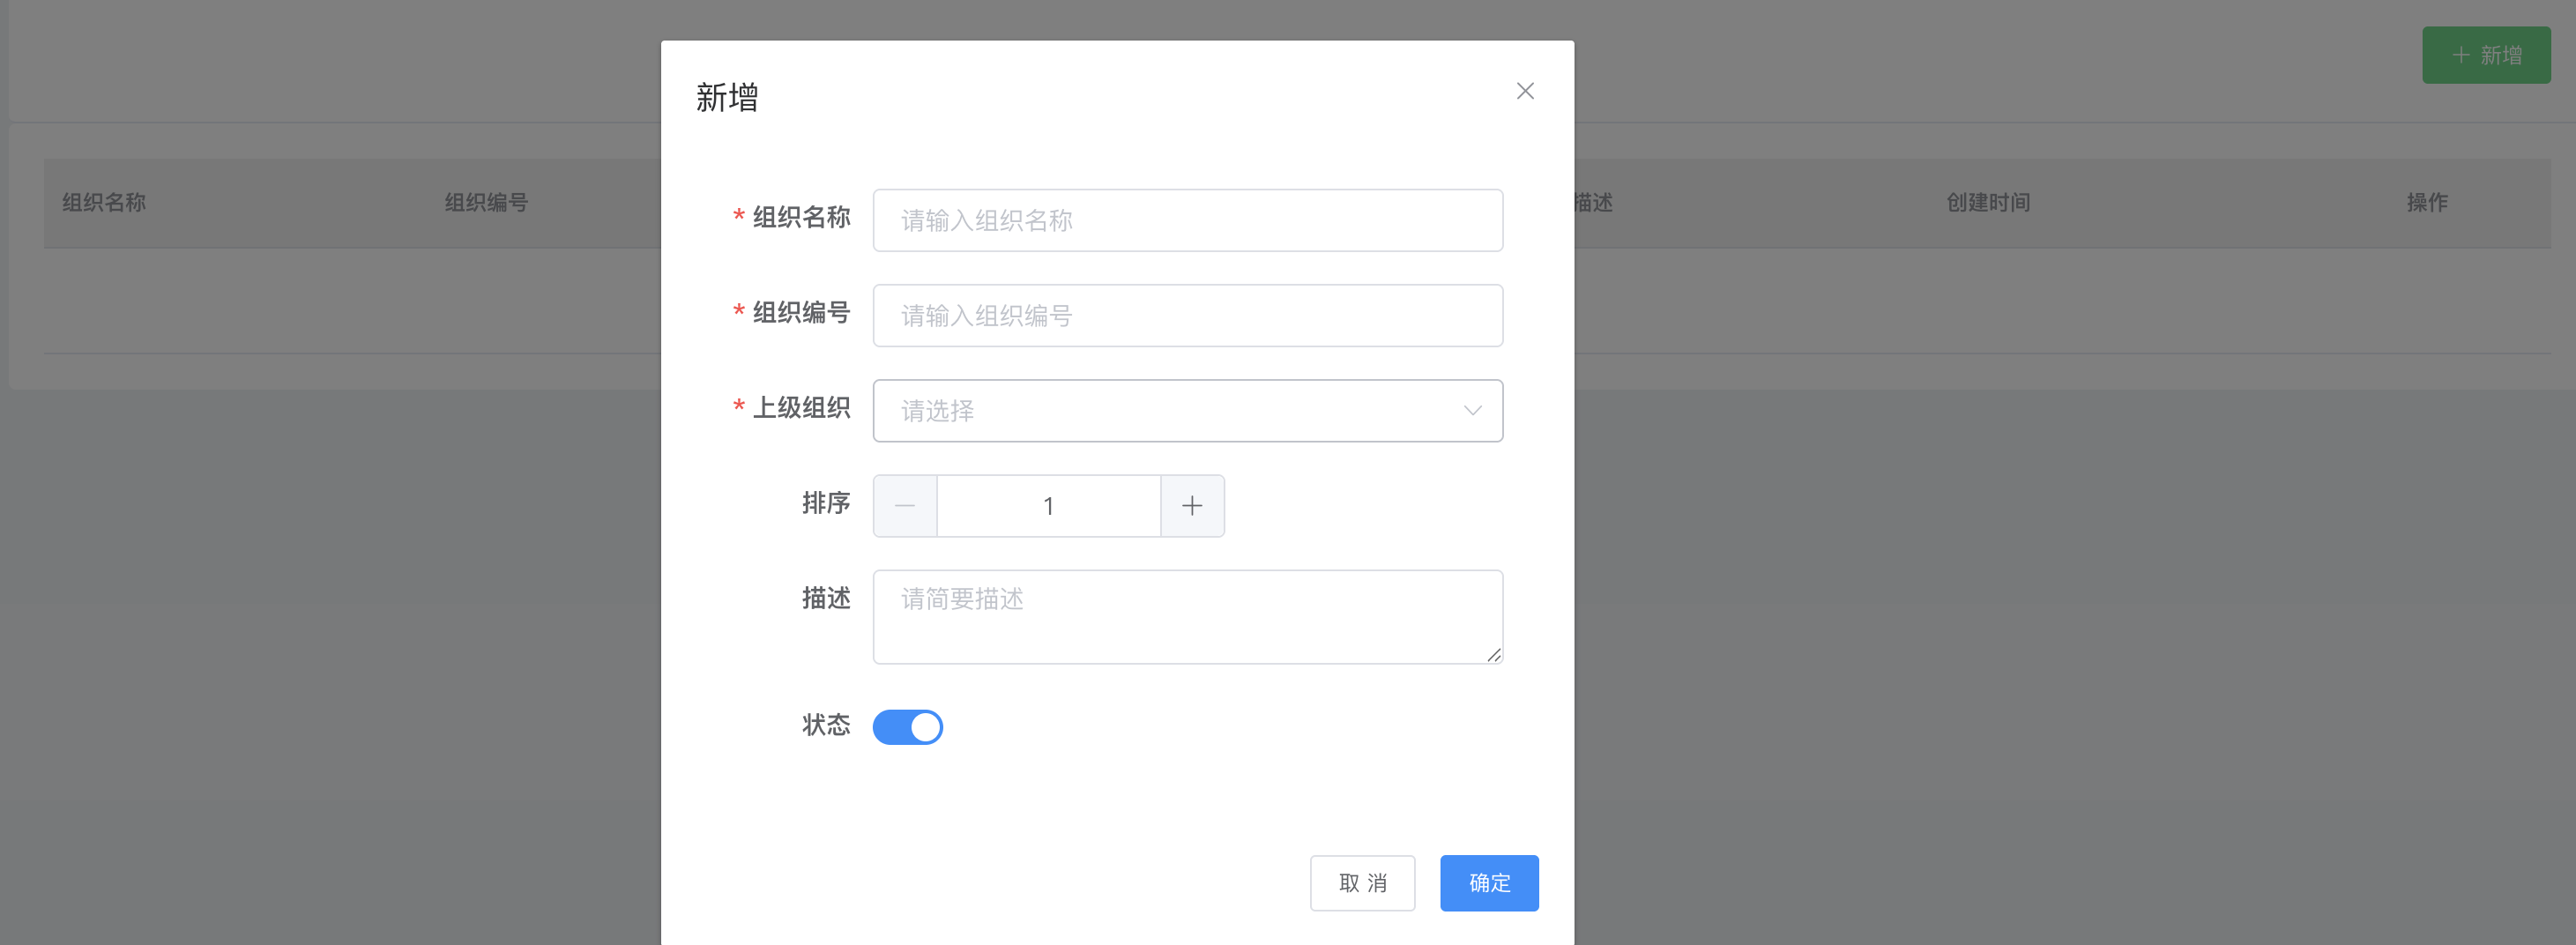 + 新增
组织名称 组织编号 描述 创建时间 操作
新增
* 组织名称 请输入组织名称
* 组织编号 请输入组织编号
* 上级组织 请选择
排序 1
描述 请简要描述
状态
取 消 确定